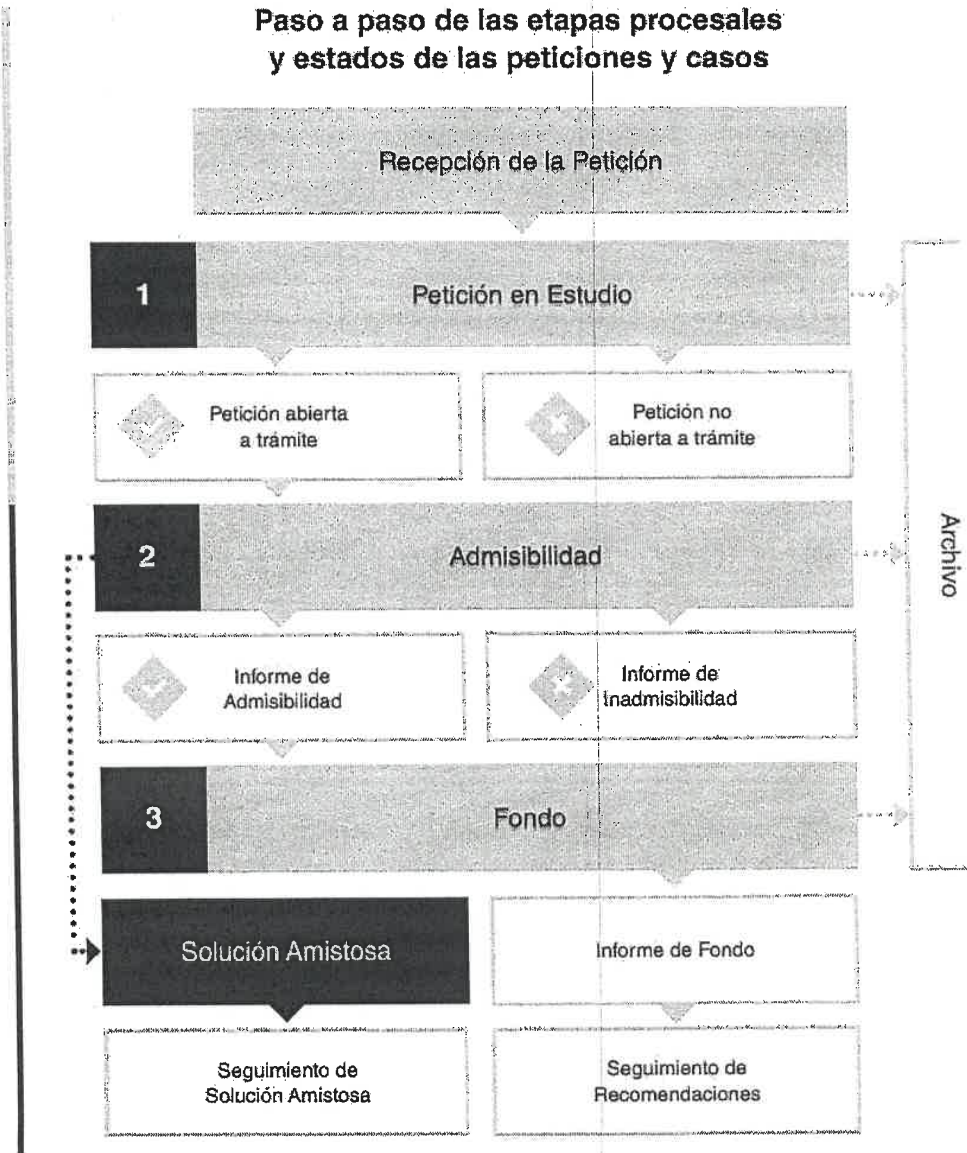 Paso a paso de las etapas procesales
y estados de las peticiones y casos
Recepción de la Petición
1
Petición en Estudio
Petición abierta
a trámite
Petición no
abierta a trámite
2
Admisibilidad
Archivo
Informe de
Admisibilidad
Informe de
Inadmisibilidad
3
Fondo
Solución Amistosa
Informe de Fondo
Seguimiento de
Solución Amistosa
Seguimiento de
Recomendaciones